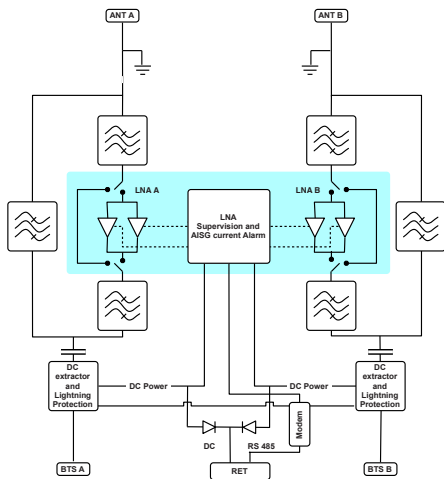 ANT A
ANT B
LNA A
LNA B
LNA
Supervision and
AISG current Alarm
DC
extractor
and
Lightning
Protection
DC Power
DC Power
DC
extractor
and
Lightning
Protection
Modem
DC
RS 485
BTS A
RET
BTS B